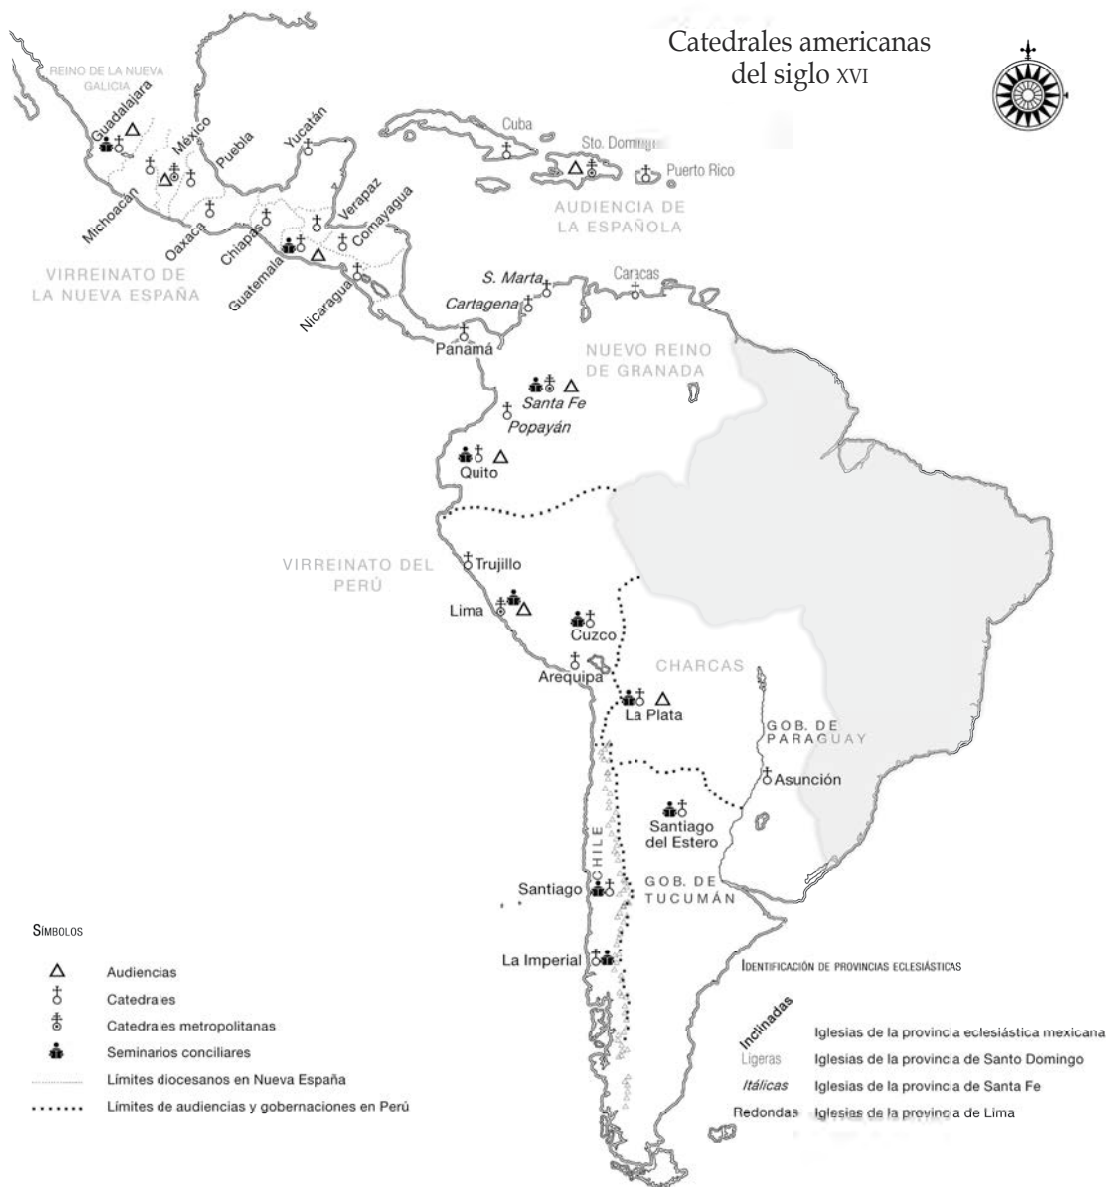 Catedrales americanas
del siglo XVI
REINO DE LA NUEVA
GALICIA
Guadalajara
México
Puebla
Yucatán
Michoacán
Oaxaca
Chiapas
Verapaz
Comayagua
Guatemala
Nicaragua
VIRREINATO DE
LA NUEVA ESPAÑA
Cuba
Sto.
Puerto Rico
AUDIENCIA DE
LA ESPAÑOLA
S. Marta
Caracas
Cartagena
Panamá
NUEVO REINO
DE GRANADA
Santa Fe
Popayán
Quito
VIRREINATO DEL
PERÚ
Trujillo
Lima
Cuzco
Arequipa
CHARCAS
La Plata
GOB. DE
PARAGUAY
Asunción
Santiago
del Estero
CHILE
GOB. DE
TUCUMÁN
Santiago
La Imperial
SÍMBOLOS
Audiencias
Catedra es
Catedra es metropolitanas
Seminarios conciliares
Límites diocesanos en Nueva España
Límites de audiencias y gobernaciones en Perú
IDENTIFICACIÓN DE PROVINCIAS ECLESIÁSTICAS
Inclinadas Iglesias de la provincia eclesiástica mexicana
Ligeras Iglesias de la provincia de Santo Domingo
Itálicas Iglesias de la provincia de Santa Fe
Redondas Iglesias de la provincia de Lima